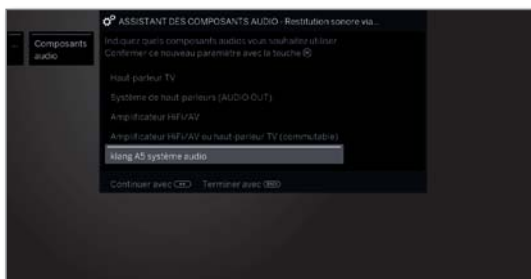 ASSISTANT DES COMPOSANTS AUDIO - Restitution sonore via...
... Composants audio
Indiquez quels composants audios vous souhaitez utiliser.
Confirmer ce nouveau paramètre avec la touche
Haut-parleur TV
Système de haut-parleurs (AUDIO OUT)
Amplificateur HiFi/AV
Amplificateur HiFi/AV ou haut-parleur TV (commutable)
klang A5 système audio
Continuer avec Terminer avec